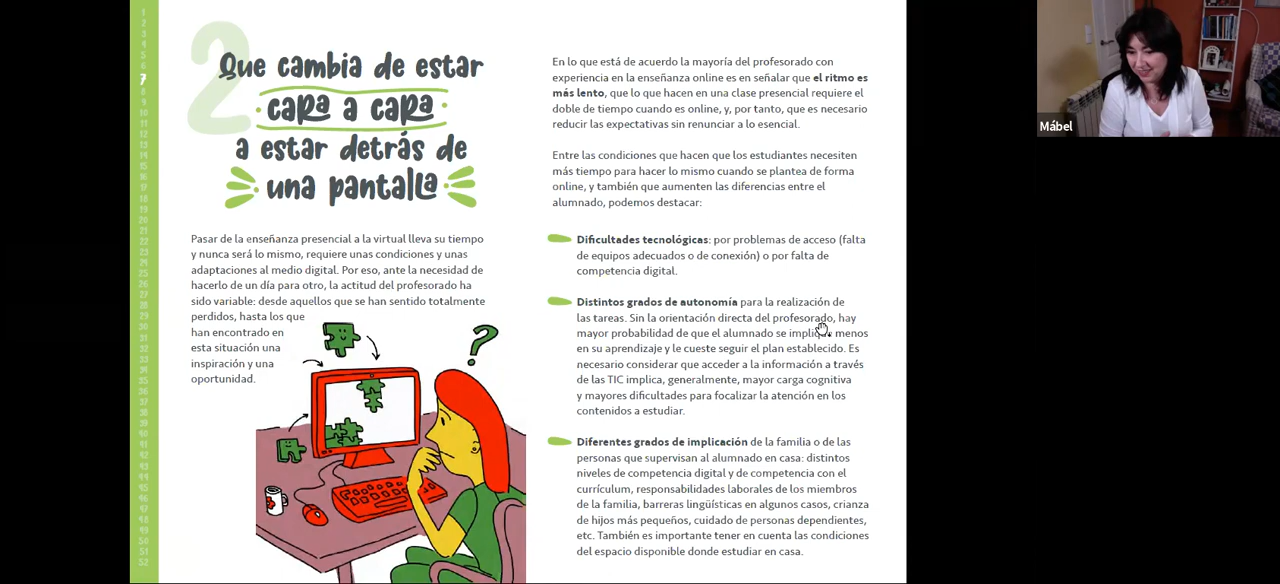 2
Que cambia de estar
cara a cara
a estar detrás de
una pantalla
Pasar de la enseñanza presencial a la virtual lleva su tiempo
y nunca será lo mismo, requiere unas condiciones y unas
adaptaciones al medio digital. Por eso, ante la necesidad de
hacerlo de un día para otro, la actitud del profesorado ha
sido variable: desde aquellos que se han sentido totalmente
perdidos, hasta los que
han encontrado en
esta situación una
inspiración y una
oportunidad.
?
En lo que está de acuerdo la mayoría del profesorado con
experiencia en la enseñanza online es en señalar que el ritmo es
más lento, que lo que hacen en una clase presencial requiere el
doble de tiempo cuando es online, y, por tanto, que es necesario
reducir las expectativas sin renunciar a lo esencial.
Entre las condiciones que hacen que los estudiantes necesiten
más tiempo para hacer lo mismo cuando se plantea de forma
online, y también que aumenten las diferencias entre el
alumnado, podemos destacar:
Dificultades tecnológicas: por problemas de acceso (falta
de equipos adecuados o de conexión) o por falta de
competencia digital.
Distintos grados de autonomía para la realización de
las tareas. Sin la orientación directa del profesorado, hay
mayor probabilidad de que el alumnado se implique menos
en su aprendizaje y le cueste seguir el plan establecido. Es
necesario considerar que acceder a la información a través
de las TIC implica, generalmente, mayor carga cognitiva
y mayores dificultades para focalizar la atención en los
contenidos a estudiar.
Diferentes grados de implicación de la familia o de las
personas que supervisan al alumnado en casa: distintos
niveles de competencia digital y de competencia con el
currículum, responsabilidades laborales de los miembros
de la familia, barreras lingüísticas en algunos casos, crianza
de hijos más pequeños, cuidado de personas dependientes,
etc. También es importante tener en cuenta las condiciones
del espacio disponible donde estudiar en casa.
Mábel